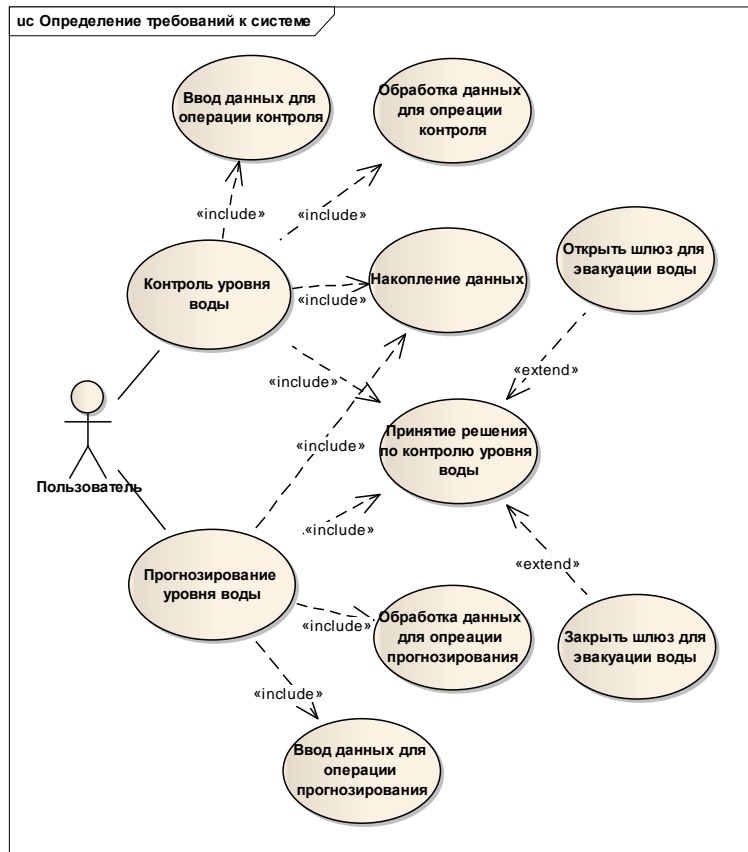 uc Определение требований к системе
Ввод данных для
операции контроля
Обработка данных
для опреации
контроля
«include»
«include»
Контроль уровня
воды
«include»
Накопление данных
Открыть шлюз для
эвакуации воды
«include»
«extend»
Принятие решения
по контролю уровня
воды
«include»
Пользователь
«include»
Прогнозирование
уровня воды
«extend»
«include»
Обработка данных
для опреации
прогнозирования
Закрыть шлюз для
эвакуации воды
«include»
Ввод данных для
операции
прогнозирования